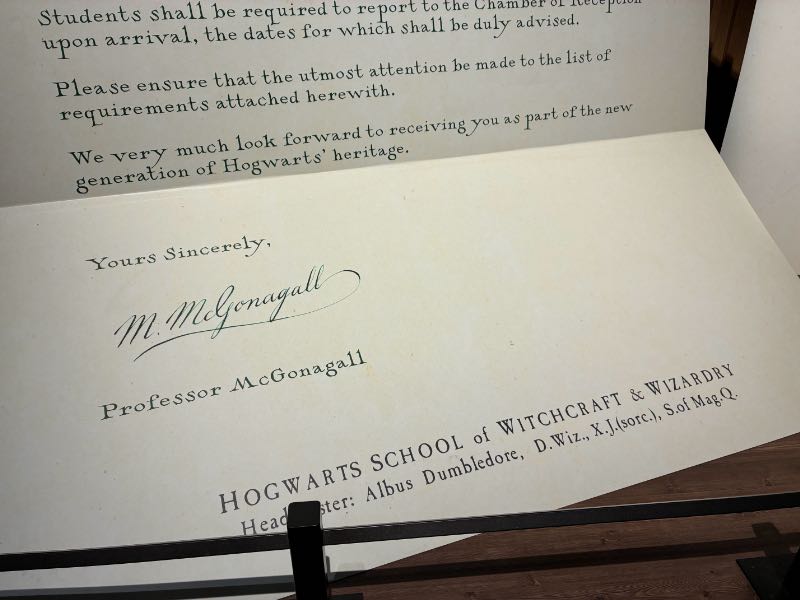 Students shall be required to report to the Chamber of Reception
upon arrival, the dates for which shall be duly advised.
Please ensure that the utmost attention be made to the list of
requirements attached herewith.
We very much look forward to receiving you as part of the new
generation of Hogwarts' heritage.
Yours Sincerely,
M. McGonagall
Professor McGonagall
HOGWARTS SCHOOL of WITCHCRAFT & WIZARDRY
Head ster: Albus Dumbledore, D.Wiz., X.J.(sorc.), S.of Mag.Q.